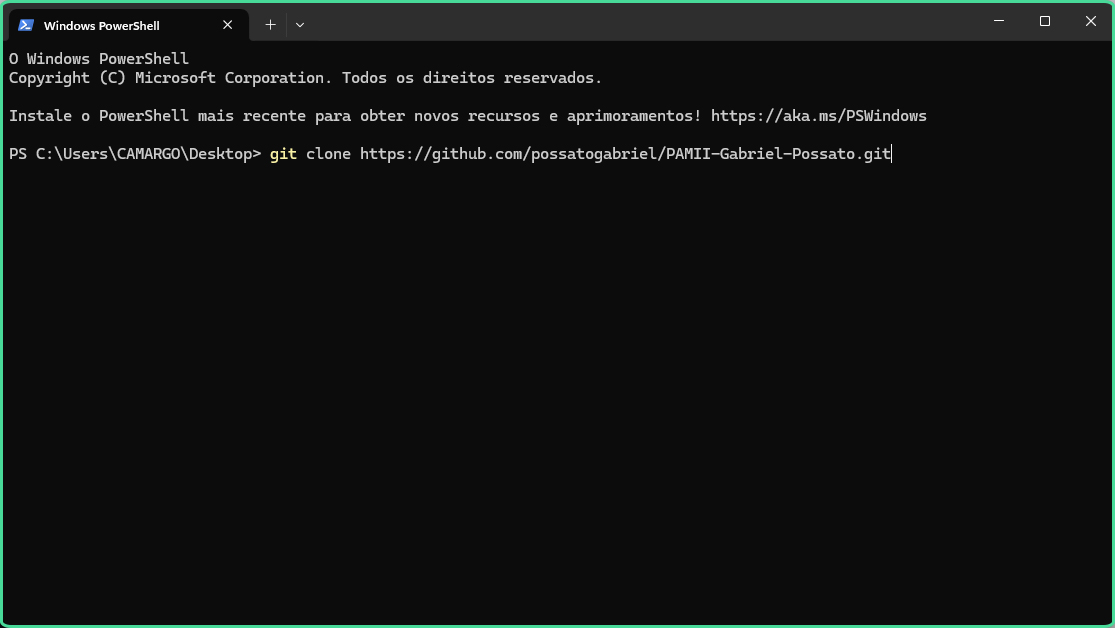 Windows PowerShell
O Windows PowerShell
Copyright (C) Microsoft Corporation. Todos os direitos reservados.
Instale o PowerShell mais recente para obter novos recursos e aprimoramentos! https://aka.ms/PSWindows
PS C:\Users\CAMARGO\Desktop> git clone https://github.com/possatogabriel/PAMII-Gabriel-Possato.git